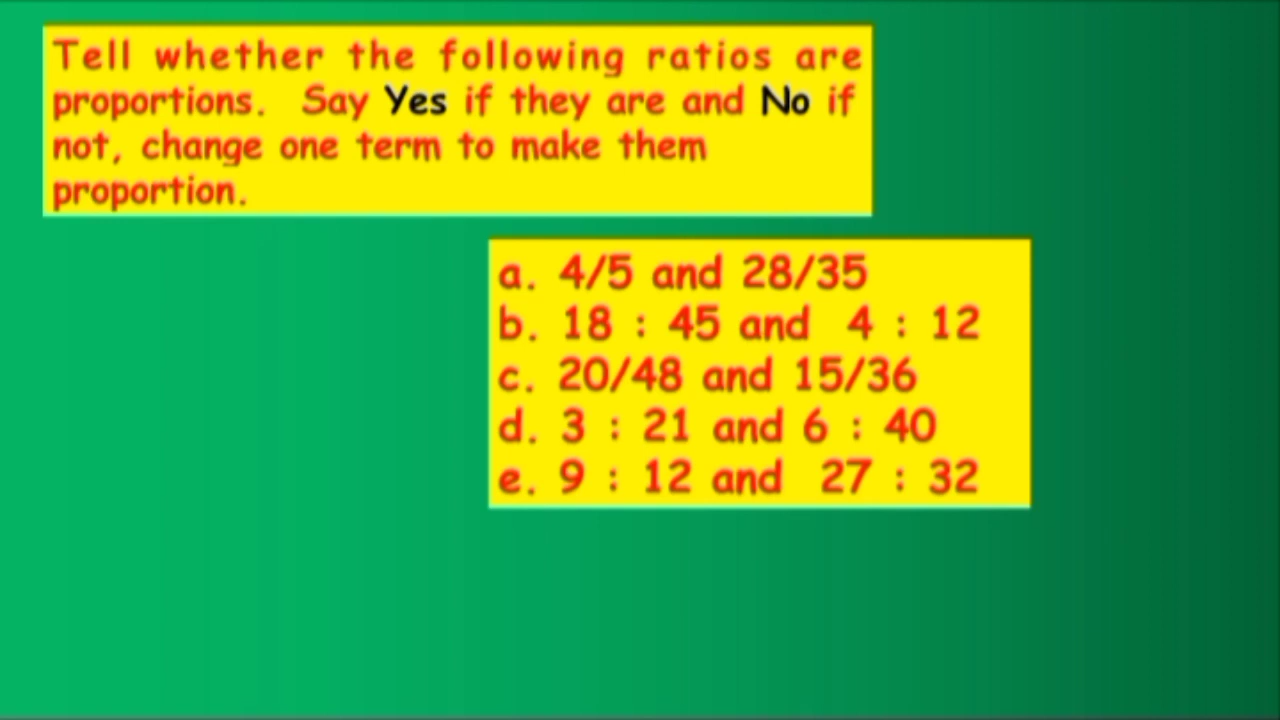 Tell whether the following ratios are
proportions. Say Yes if they are and No if
not, change one term to make them
proportion.
a. 4/5 and 28/35
b. 18 : 45 and 4 : 12
c. 20/48 and 15/36
d. 3 : 21 and 6 : 40
e. 9 : 12 and 27 : 32